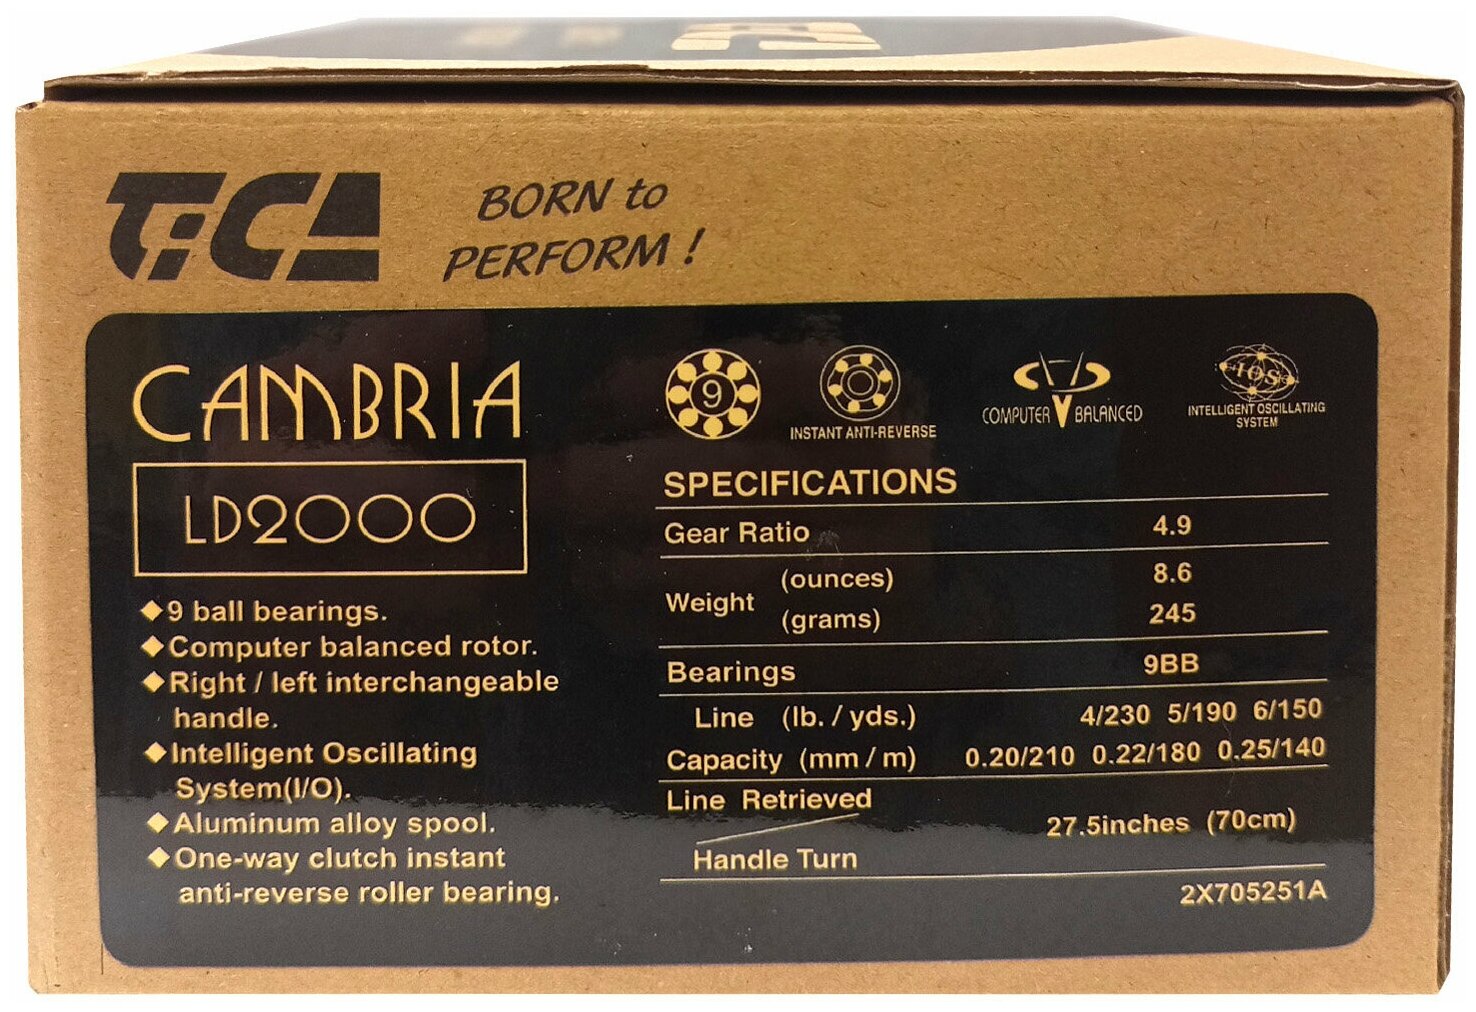 TiCA
BORN to
PERFORM !
CAMBRIA
LD2000
◆9 ball bearings.
◆Computer balanced rotor.
◆Right / left interchangeable
handle.
◆Intelligent Oscillating
System(I/O).
◆Aluminum alloy spool.
◆One-way clutch instant
anti-reverse roller bearing.
9
INSTANT ANTI-REVERSE
COMPUTER BALANCED
IOS
INTELLIGENT OSCILLATING
SYSTEM
SPECIFICATIONS
Gear Ratio 4.9
Weight (ounces) 8.6
(grams) 245
Bearings 9BB
Line (lb. / yds.) 4/230 5/190 6/150
Capacity (mm / m) 0.20/210 0.22/180 0.25/140
Line Retrieved
27.5inches (70cm)
Handle Turn
2X705251A